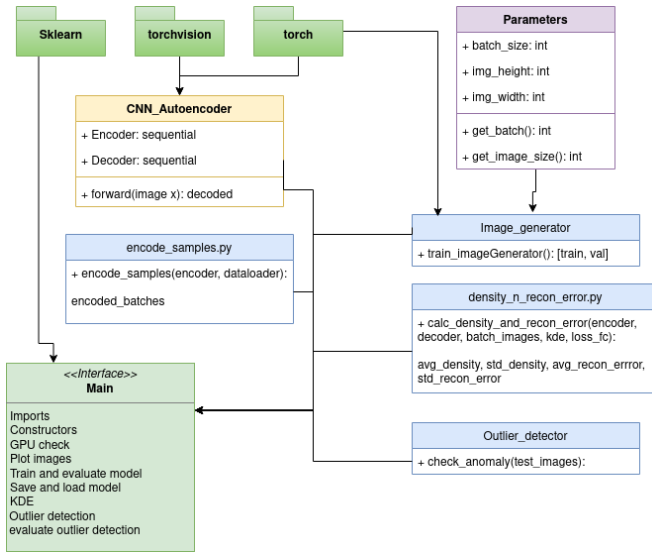 Sklearn
torchvision
torch
Parameters
+ batch_size: int
+ img_height: int
+ img_width: int
+ get_batch(): int
+ get_image_size(): int
CNN_Autoencoder
+ Encoder: sequential
+ Decoder: sequential
+ forward(image x): decoded
Image_generator
+ train_imageGenerator(): [train, val]
encode_samples.py
+ encode_samples(encoder, dataloader):
encoded_batches
density_n_recon_error.py
+ calc_density_and_recon_error(encoder,
decoder, batch_images, kde, loss_fc):
avg_density, std_density, avg_recon_errror,
std_recon_error
<<Interface>>
Main
Imports
Constructors
GPU check
Plot images
Train and evaluate model
Save and load model
KDE
Outlier detection
evaluate outlier detection
Outlier_detector
+ check_anomaly(test_images):